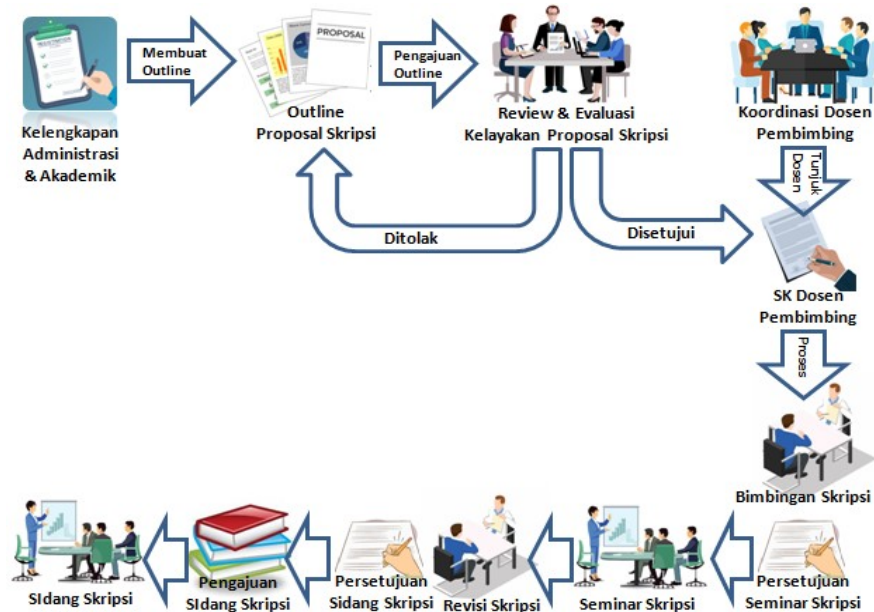 Kelengkapan
Administrasi
& Akademik
Membuat
Outline
PROPOSAL
Outline
Proposal Skripsi
Pengajuan
Outline
Review & Evaluasi
Kelayakan Proposal Skripsi
Koordinasi Dosen
Pembimbing
Tunjuk
Dosen
Ditolak
Disetujui
SK Dosen
Pembimbing
Proses
Bimbingan Skripsi
Persetujuan
Seminar Skripsi
Seminar Skripsi
Revisi Skripsi
Persetujuan
Sidang Skripsi
Pengajuan
SIdang Skripsi
SIdang Skripsi